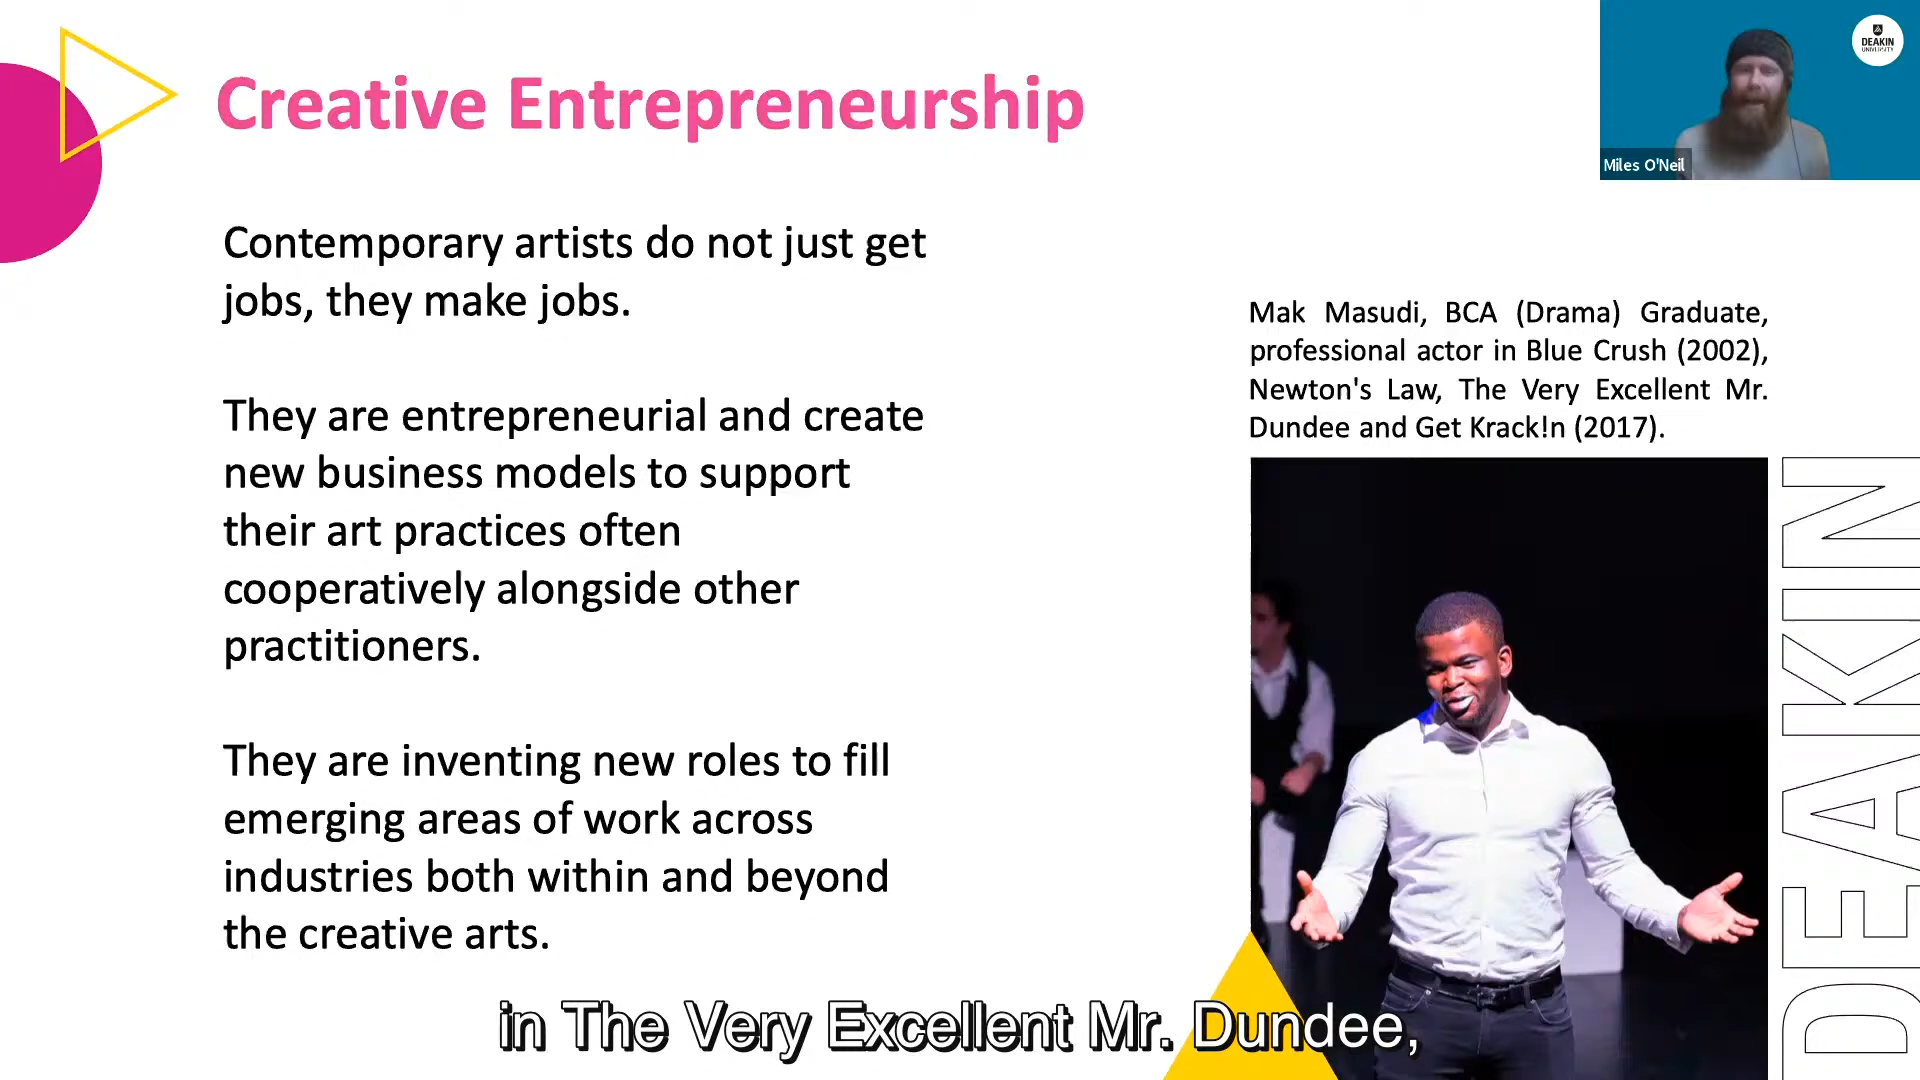 Creative Entrepreneurship
DEAKIN
UNIVERSITY
Miles O'Neil
Contemporary artists do not just get
jobs, they make jobs.
They are entrepreneurial and create
new business models to support
their art practices often
cooperatively alongside other
practitioners.
They are inventing new roles to fill
emerging areas of work across
industries both within and beyond
the creative arts.
Mak Masudi, BCA (Drama) Graduate,
professional actor in Blue Crush (2002),
Newton's Law, The Very Excellent Mr.
Dundee and Get Krack!n (2017).
DEAKIN
in The Very Excellent Mr. Dundee,